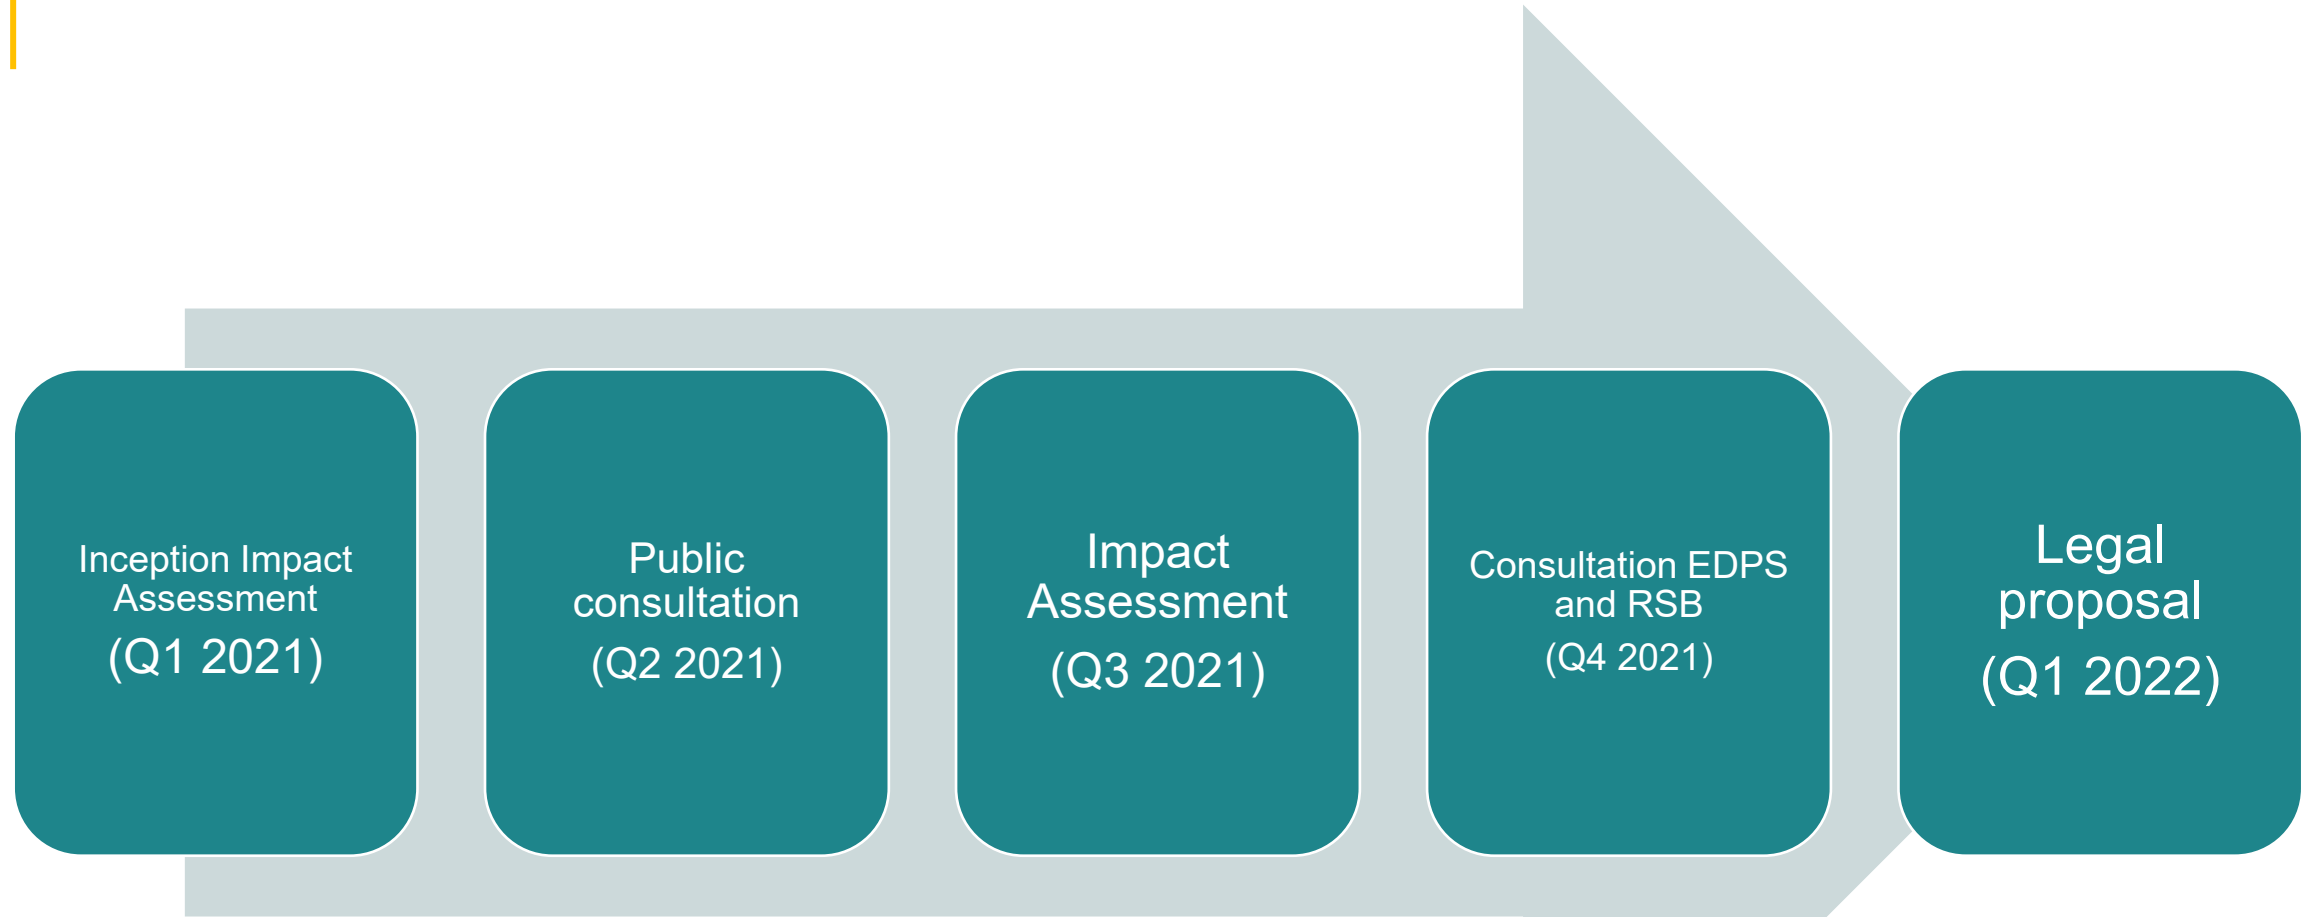 Inception Impact
Assessment
(Q1 2021)
Public
consultation
(Q2 2021)
Impact
Assessment
(Q3 2021)
Consultation EDPS
and RSB
(Q4 2021)
Legal
proposal
(Q1 2022)